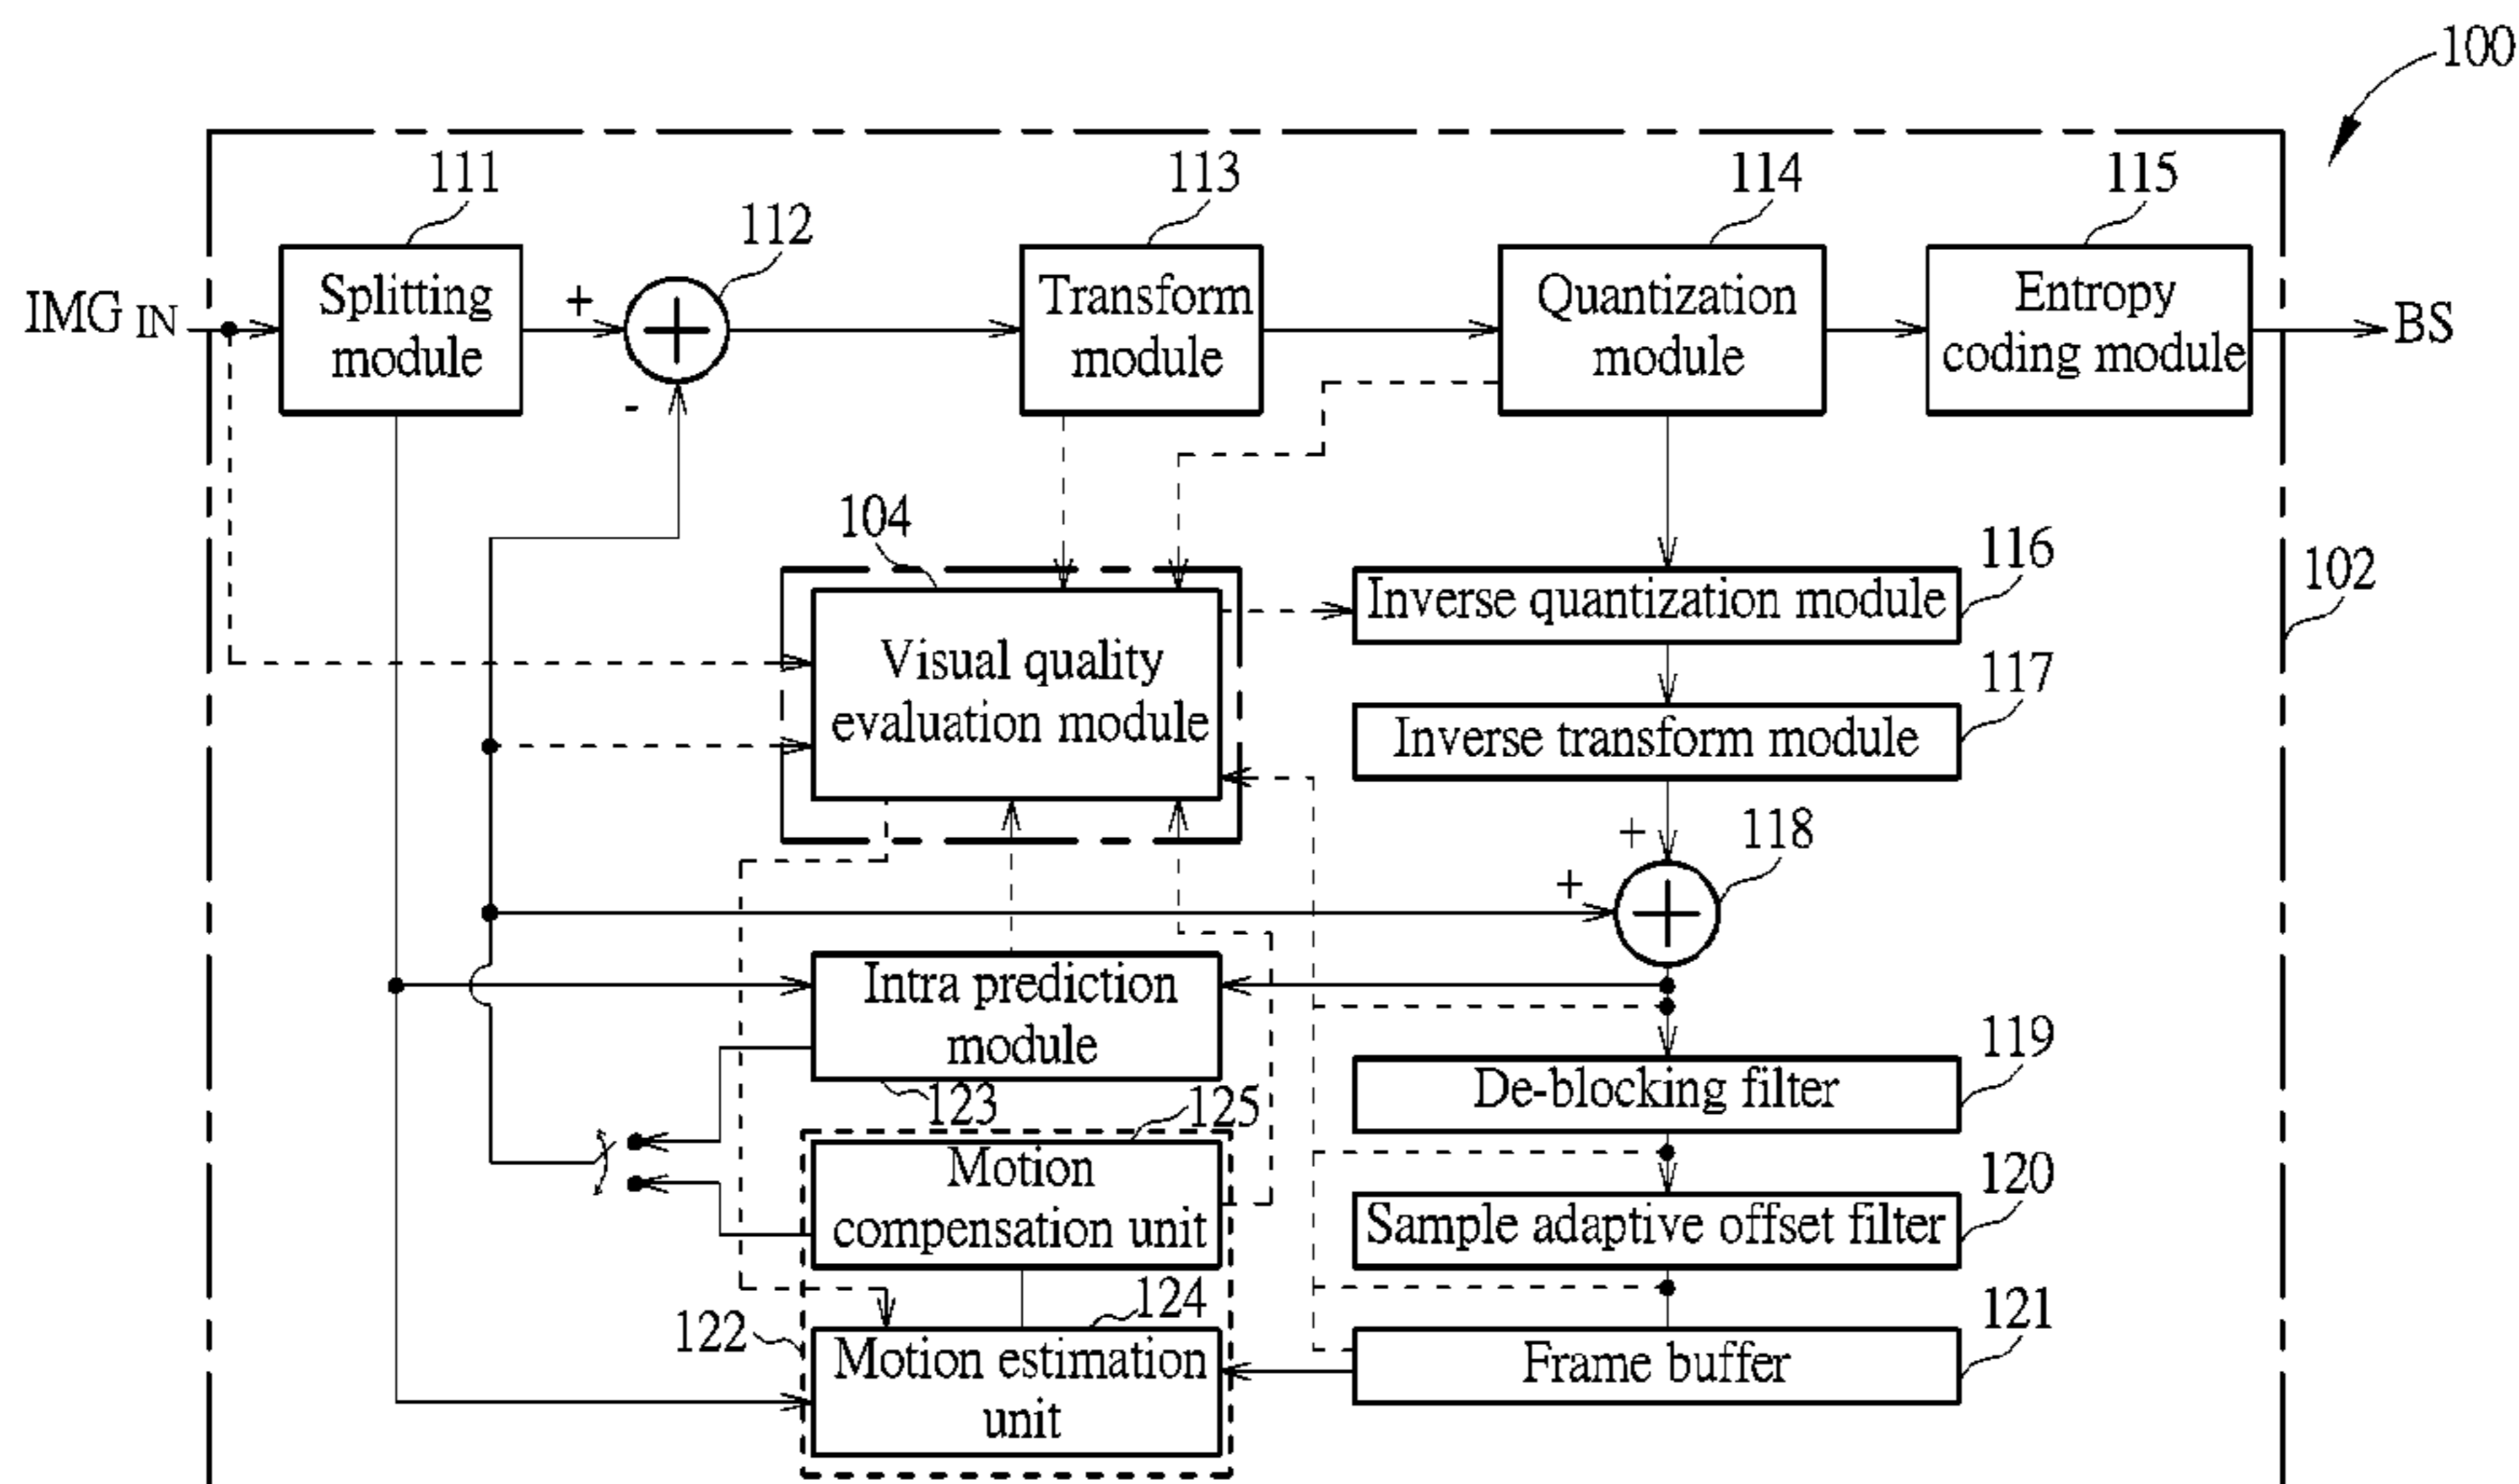 100
111
112
113
114
115
IMG IN
Splitting
module
+
-
Transform
module
Quantization
module
Entropy
coding module
BS
104
Visual quality
evaluation module
116
Inverse quantization module
102
117
Inverse transform module
+
+
118
Intra prediction
module
123
125
Motion
compensation unit
119
De-blocking filter
120
Sample adaptive offset filter
122
124
Motion estimation
unit
121
Frame buffer